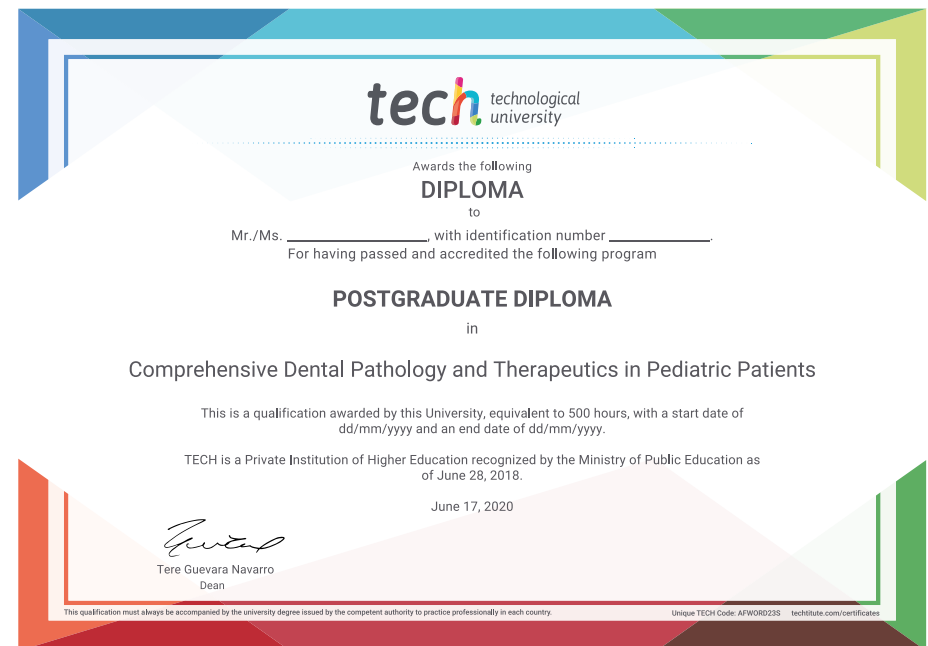 tech technological
university
Awards the following
DIPLOMA
to
Mr./Ms. ____________________, with identification number ______________.
For having passed and accredited the following program
POSTGRADUATE DIPLOMA
in
Comprehensive Dental Pathology and Therapeutics in Pediatric Patients
This is a qualification awarded by this University, equivalent to 500 hours, with a start date of
dd/mm/yyyy and an end date of dd/mm/yyyy.
TECH is a Private Institution of Higher Education recognized by the Ministry of Public Education as
of June 28, 2018.
June 17, 2020
Tere Guevara Navarro
Dean
This qualification must always be accompanied by the university degree issued by the competent authority to practice professionally in each country. Unique TECH Code: AFWORD23S techtitute.com/certificates